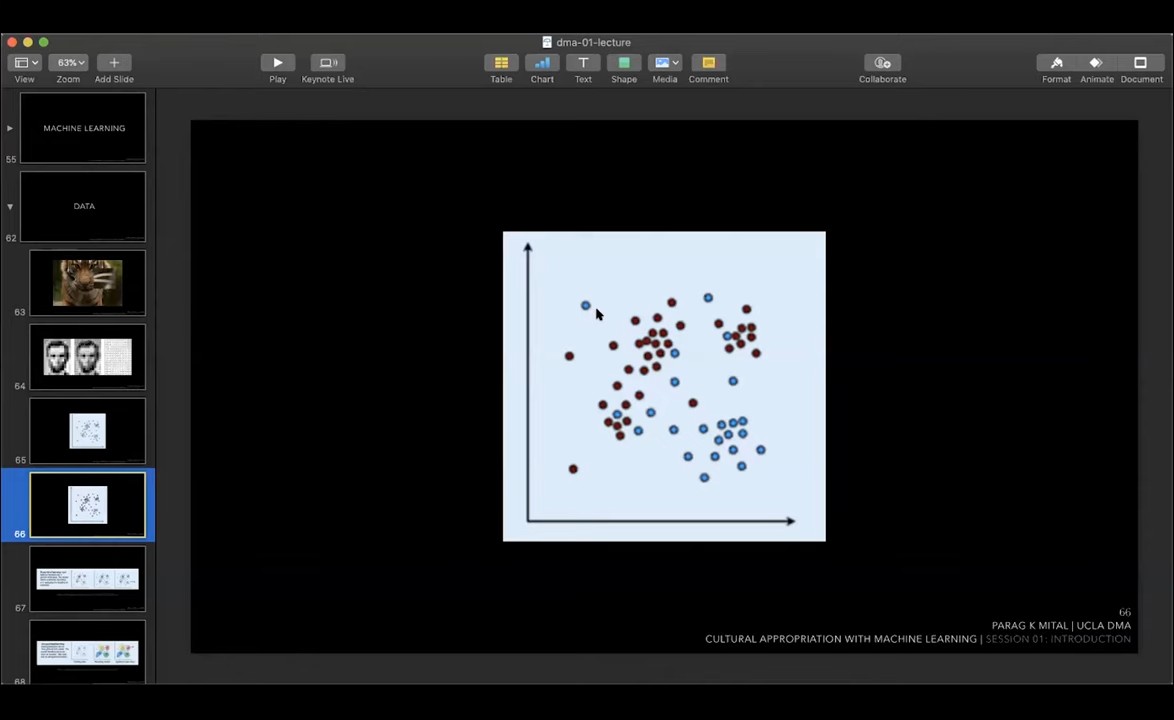 dma-01-lecture
63%
View
Zoom
Add Slide
Play
Keynote Live
Table
Chart
Text
Shape
Media
Comment
Collaborate
Format
Animate
Document
MACHINE LEARNING
55
DATA
62
63
64
65
66
67
68
66
PARAG K MITAL | UCLA DMA
CULTURAL APPROPRIATION WITH MACHINE LEARNING | SESSION 01: INTRODUCTION